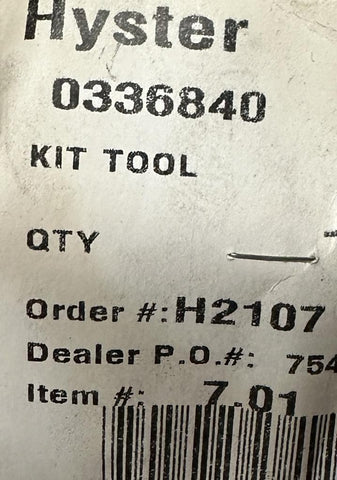 Hyster
0336840
KIT TOOL
QTY
Order #: H2107
Dealer P.O.#: 754
Item #: 7.01